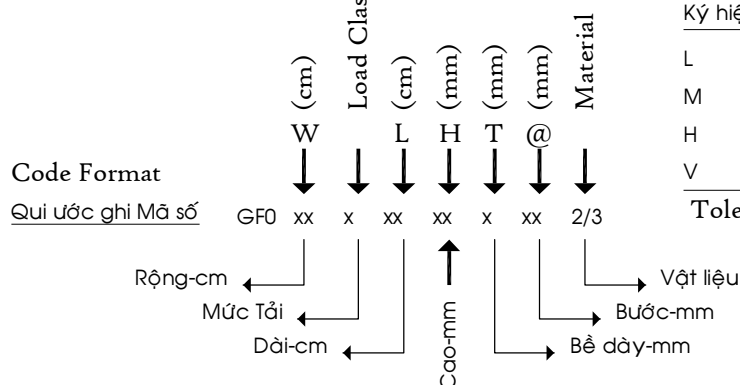 (cm)
Load
(cm)
(mm)
(mm)
(mm)
Material
W
L
H
T
@
Code Format
Qui ước ghi Mã số
GF0 xx x xx xx x xx 2/3
Rộng-cm
Mức Tải
Dài-cm
Cao-mm
Vật liệu
Bước-mm
Bề dày-mm
Ký
L
M
H
V